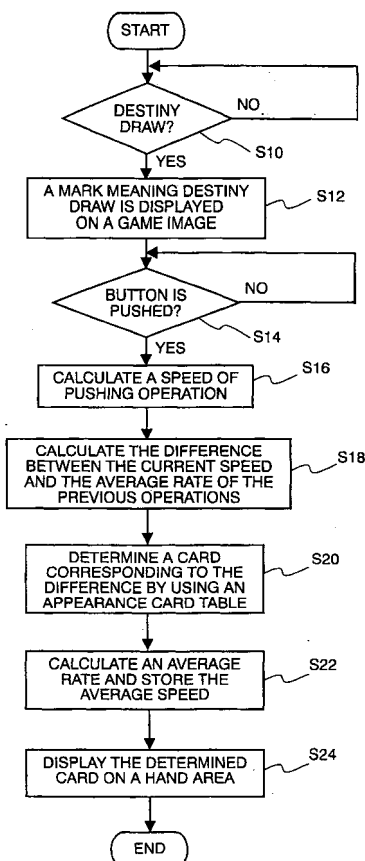 START
DESTINY
DRAW?
NO
S10
YES
A MARK MEANING DESTINY
DRAW IS DISPLAYED
ON A GAME IMAGE
S12
BUTTON IS
PUSHED?
NO
S14
YES
CALCULATE A SPEED OF
PUSHING OPERATION
S16
CALCULATE THE DIFFERENCE
BETWEEN THE CURRENT SPEED
AND THE AVERAGE RATE OF THE
PREVIOUS OPERATIONS
S18
DETERMINE A CARD
CORRESPONDING TO THE
DIFFERENCE BY USING AN
APPEARANCE CARD TABLE
S20
CALCULATE AN AVERAGE
RATE AND STORE THE
AVERAGE SPEED
S22
DISPLAY THE DETERMINED
CARD ON A HAND AREA
S24
END